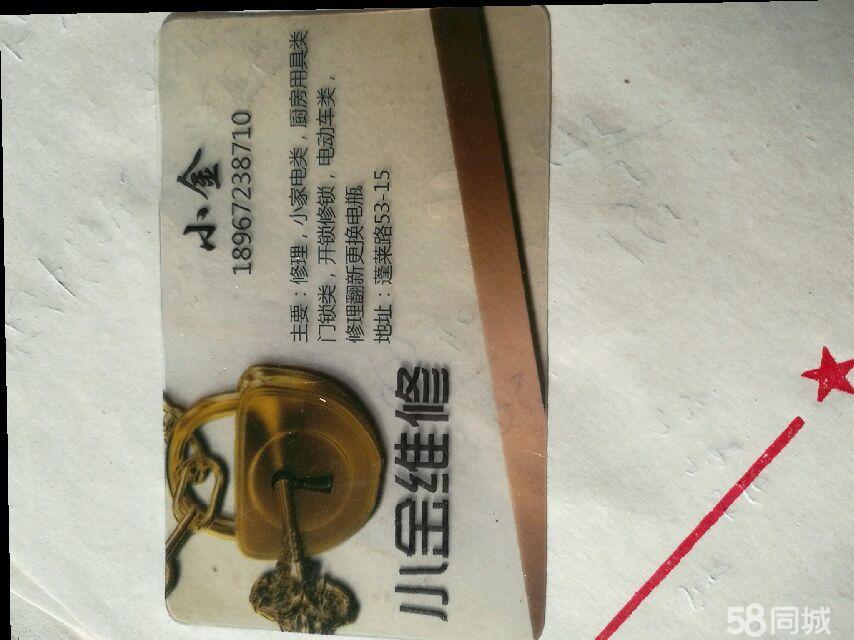 小金
18967238710
主要：修理，小家电类，厨房用具类
门锁类，开锁修锁，电动车类，
修理翻新更换电瓶
地址：蓬莱路53-15
小金维修
58同城